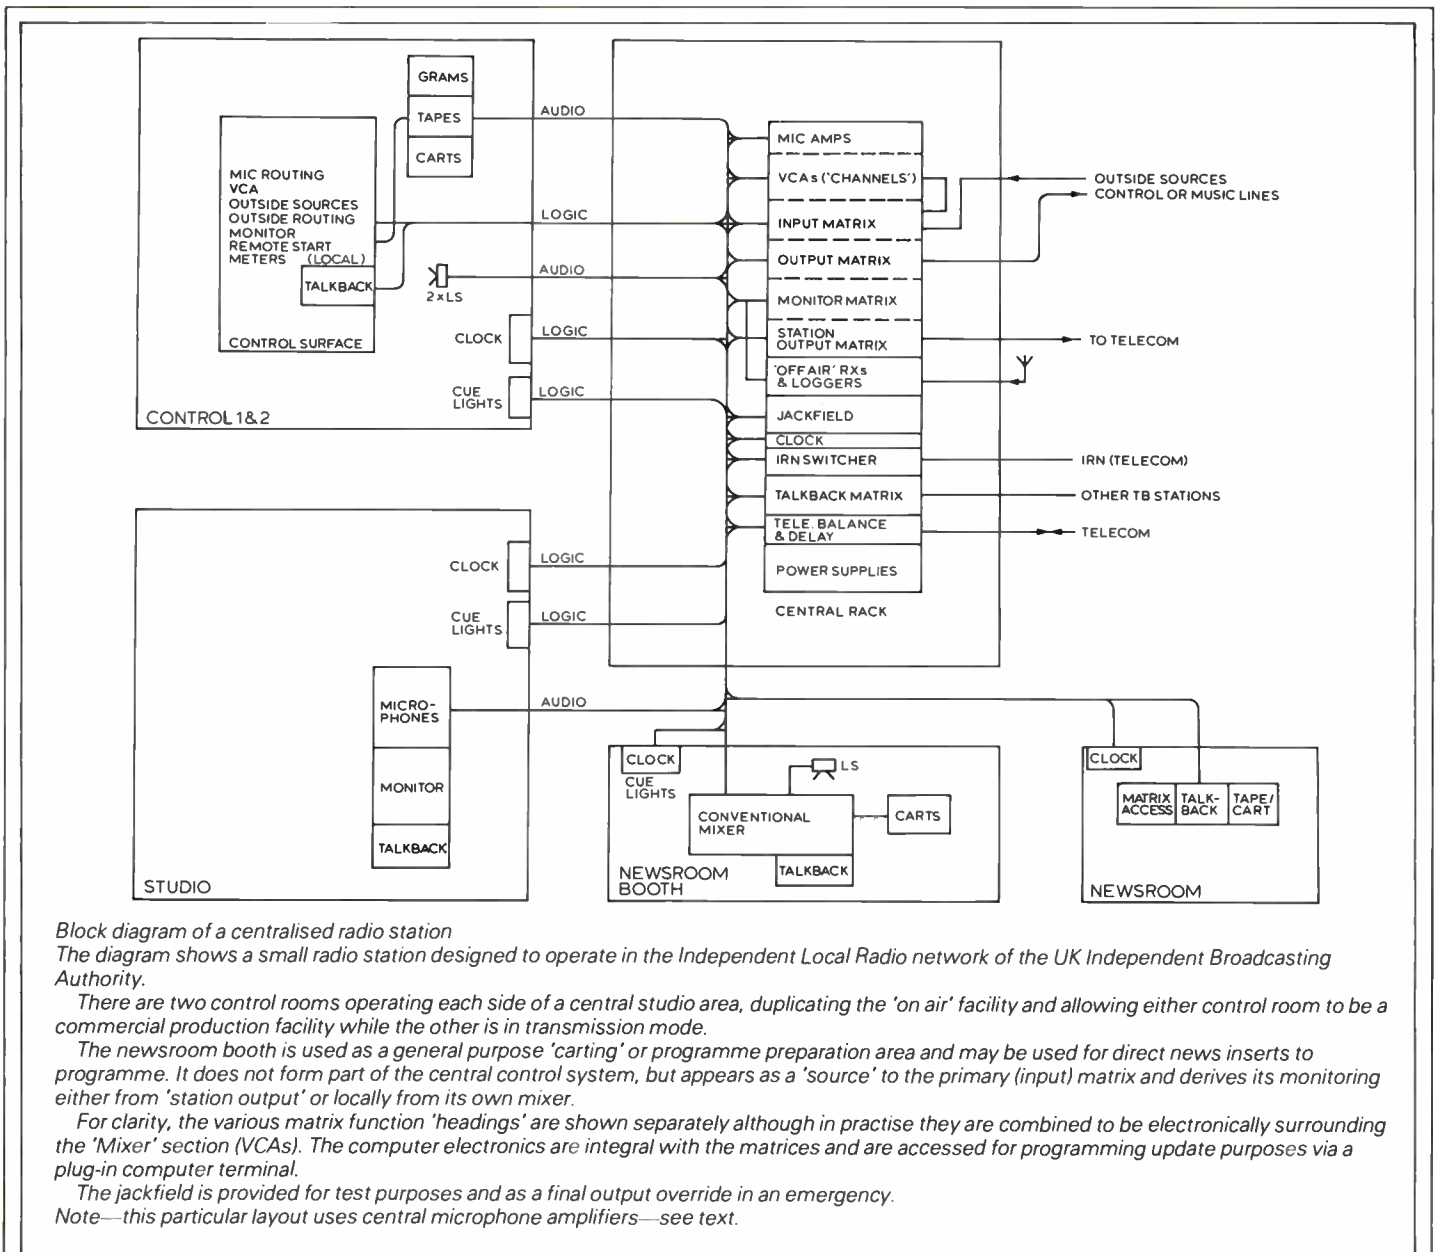 GRAMS
TAPES
CARTS
MIC ROUTING
VCA
OUTSIDE SOURCES
OUTSIDE ROUTING
MONITOR
REMOTE START
METERS (LOCAL)
TALKBACK
CONTROL SURFACE
2×LS
CLOCK
CUE
LIGHTS
CONTROL 1&2
AUDIO
LOGIC
AUDIO
LOGIC
LOGIC
MIC AMPS
VCAs ('CHANNELS')
INPUT MATRIX
OUTPUT MATRIX
MONITOR MATRIX
STATION
OUTPUT MATRIX
'OFF AIR' RXs
& LOGGERS
JACKFIELD
CLOCK
IRN SWITCHER
TALKBACK MATRIX
TELE. BALANCE
& DELAY
POWER SUPPLIES
CENTRAL RACK
OUTSIDE SOURCES
CONTROL OR MUSIC LINES
TO TELECOM
IRN (TELECOM)
OTHER TB STATIONS
TELECOM
CLOCK
CUE
LIGHTS
MICRO-
PHONES
MONITOR
TALKBACK
STUDIO
LOGIC
LOGIC
AUDIO
CLOCK
CUE
LIGHTS
LS
CONVENTIONAL
MIXER
CARTS
TALKBACK
NEWSROOM
BOOTH
CLOCK
MATRIX
ACCESS
TALK-
BACK
TAPE/
CART
NEWSROOM
Block diagram of a centralised radio station
The diagram shows a small radio station designed to operate in the Independent Local Radio network of the UK Independent Broadcasting
Authority.
There are two control rooms operating each side of a central studio area, duplicating the 'on air' facility and allowing either control room to be a
commercial production facility while the other is in transmission mode.
The newsroom booth is used as a general purpose 'carting' or programme preparation area and may be used for direct news inserts to
programme. It does not form part of the central control system, but appears as a 'source' to the primary (input) matrix and derives its monitoring
either from 'station output' or locally from its own mixer.
For clarity, the various matrix function 'headings' are shown separately although in practise they are combined to be electronically surrounding
the 'Mixer' section (VCAs). The computer electronics are integral with the matrices and are accessed for programming update purposes via a
plug-in computer terminal.
The jackfield is provided for test purposes and as a final output override in an emergency.
Note—this particular layout uses central microphone amplifiers—see text.